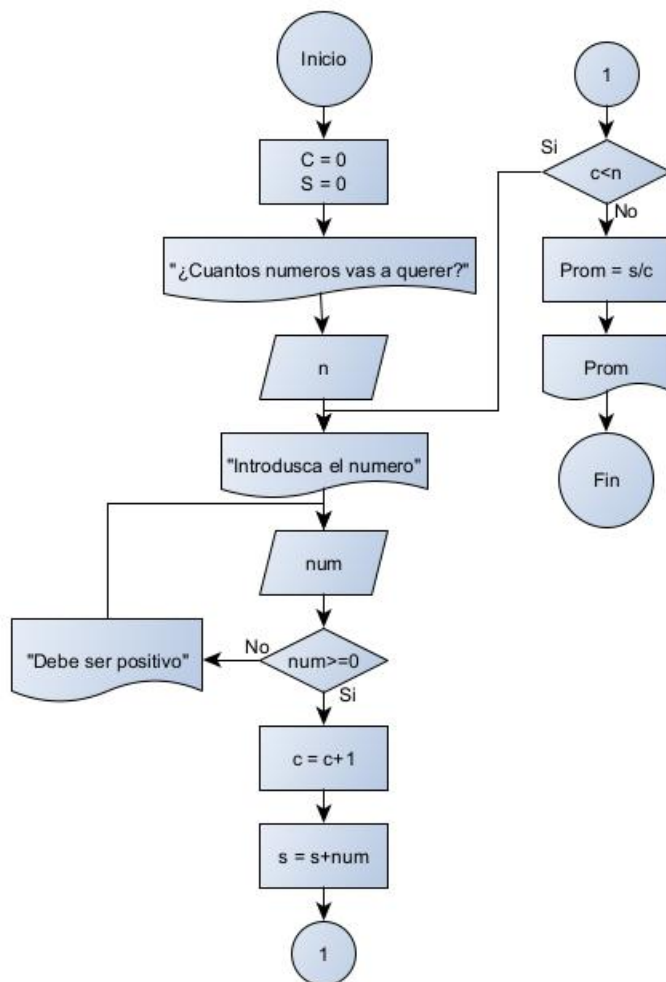 Inicio
C = 0
S = 0
"¿Cuantos numeros vas a querer?"
n
"Introdusca el numero"
num
num>=0
No
"Debe ser positivo"
Si
c = c+1
s = s+num
1
1
c<n
Si
No
Prom = s/c
Prom
Fin